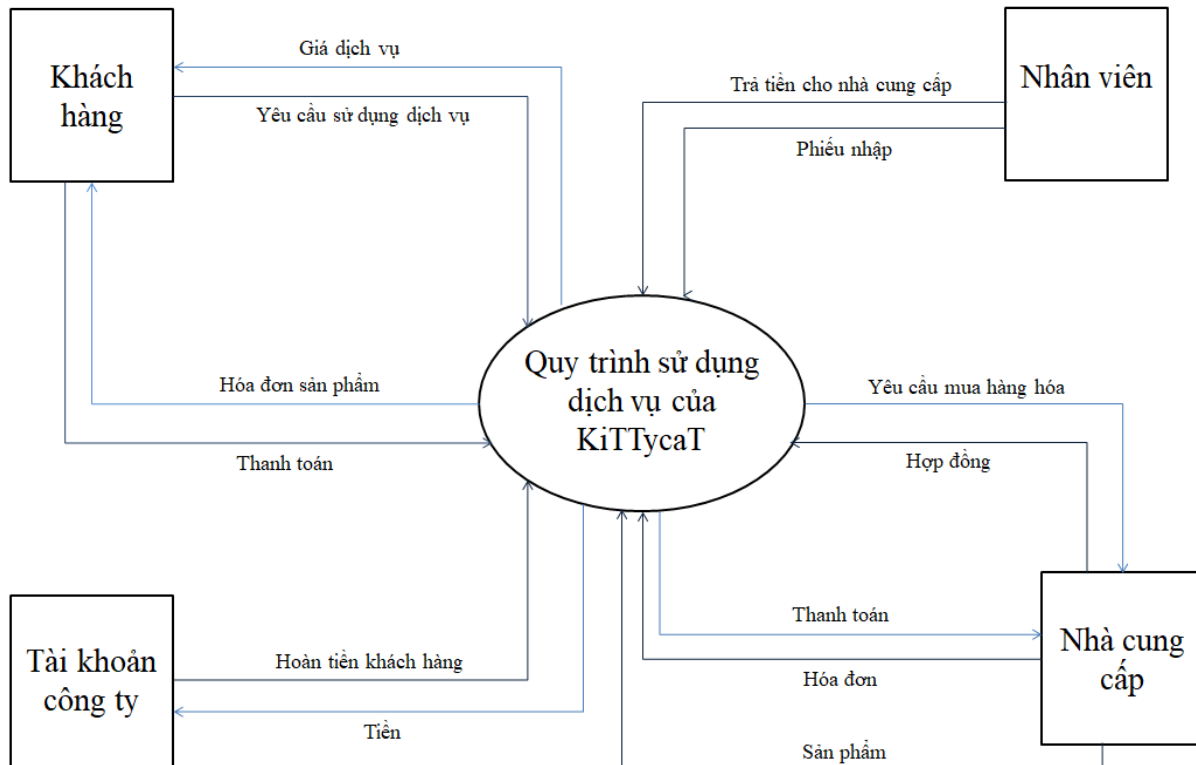 Giá dịch vụ
Khách
hàng
Yêu cầu sử dụng dịch vụ
Nhân viên
Trả tiền cho nhà cung cấp
Phiếu nhập
Quy trình sử dụng
dịch vụ của
KiTTycaT
Hóa đơn sản phẩm
Thanh toán
Yêu cầu mua hàng hóa
Hợp đồng
Tài khoản
công ty
Hoàn tiền khách hàng
Tiền
Thanh toán
Hóa đơn
Nhà cung
cấp
Sản phẩm